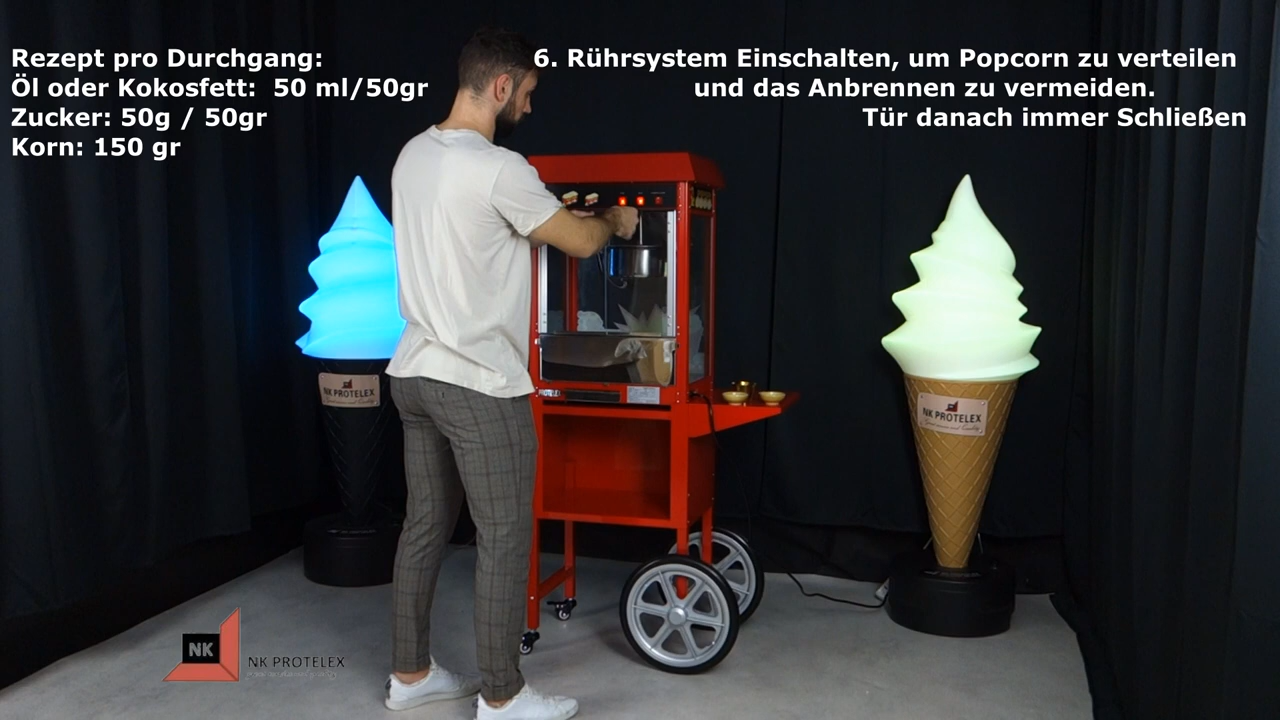 Rezept pro Durchgang:
Öl oder Kokosfett:  50 ml/50gr
Zucker: 50g / 50gr
Korn: 150 gr
6. Rührsystem Einschalten, um Popcorn zu verteilen
und das Anbrennen zu vermeiden.
Tür danach immer Schließen
NK PROTELEX
NK PROTELEX
NK
NK PROTELEX